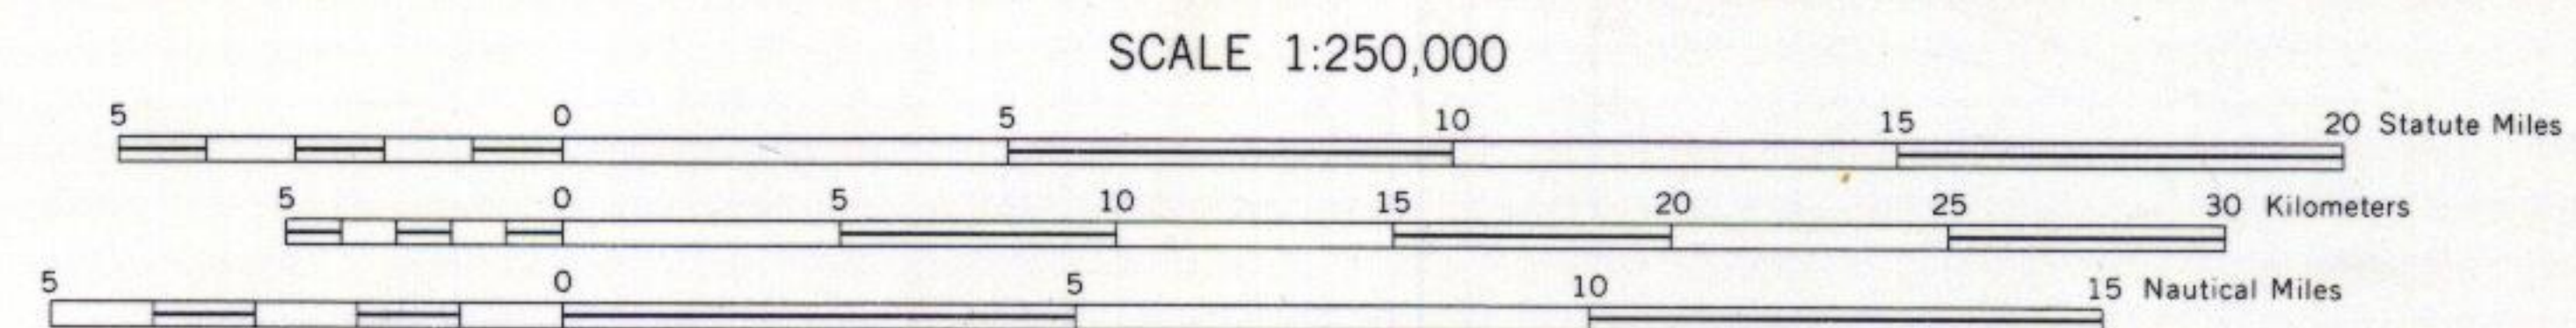 SCALE 1:250,000
5 0 5 10 15 20 Statute Miles
5 0 5 10 15 20 25 30 Kilometers
5 0 5 10 15 Nautical Miles